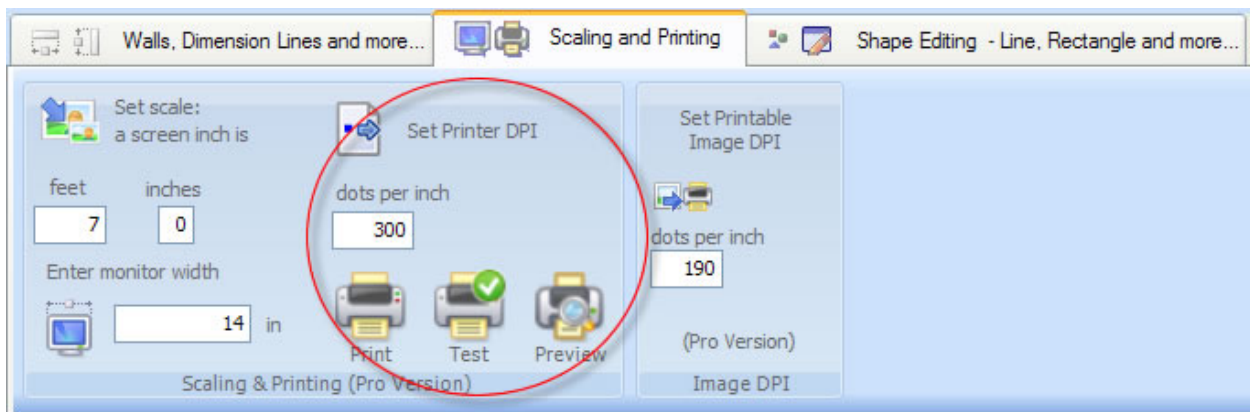 Walls, Dimension Lines and more...
Scaling and Printing
Shape Editing - Line, Rectangle and more...
Set scale:
a screen inch is
feet
inches
7
0
Enter monitor width
14
in
Set Printer DPI
dots per inch
300
Print
Test
Preview
Scaling & Printing (Pro Version)
Set Printable
Image DPI
dots per inch
190
(Pro Version)
Image DPI